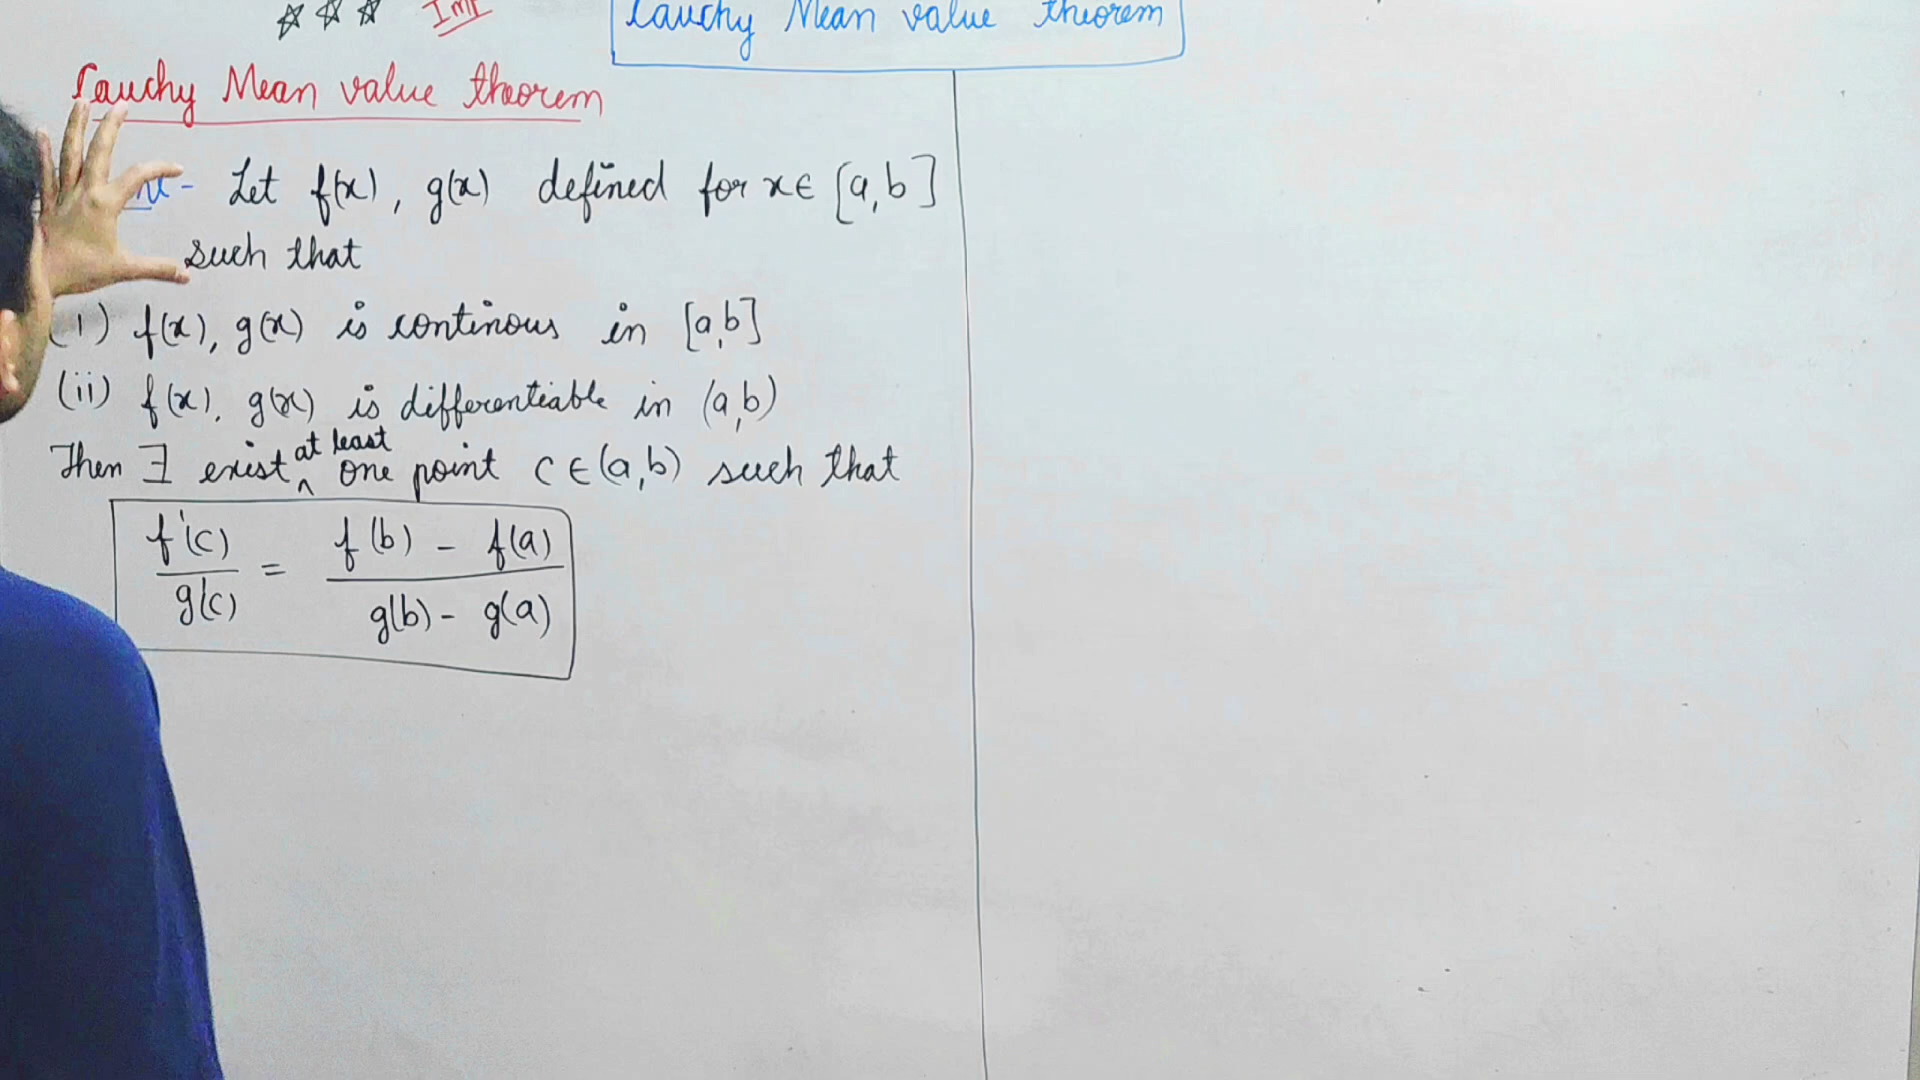 ☆ ☆ ☆ Imp
Cauchy Mean value theorem
Cauchy Mean value theorem
Let f(x), g(x) defined for x ∈ [a,b]
such that
(i) f(x), g(x) is continous in [a,b]
(ii) f(x), g(x) is differentiable in (a,b)
Then ∃ exist ^ at least one point c ∈ (a,b) such that
f'(c) / g'(c) = f(b) - f(a) / g(b) - g(a)